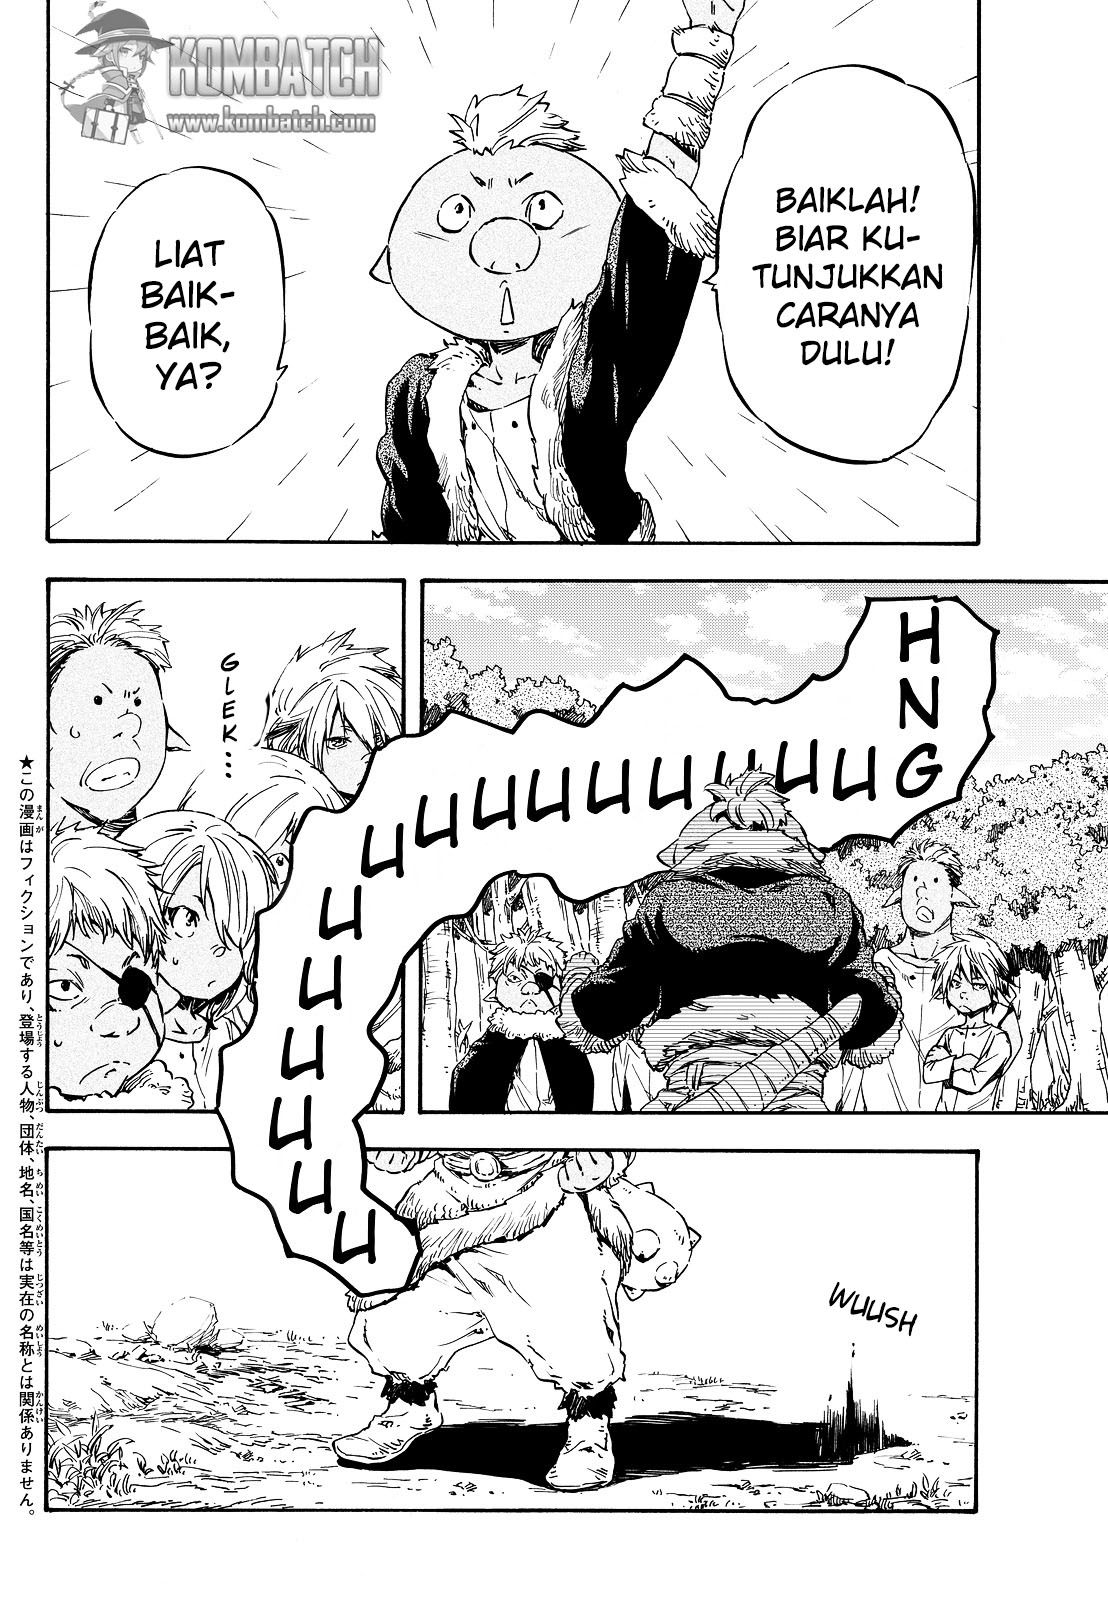 KOMBATCH
www.kombatch.com
BAIKLAH!
BIAR KU-
TUNJUKKAN
CARANYA
DULU!
LIAT
BAIK-
BAIK,
YA?
HNGUUUUUUUUUUUUUUUU
GLEK...
WUUSH
★この漫画はフィクションであり、登場する人物、団体、地名、国名等は実在の名称とは関係ありません。